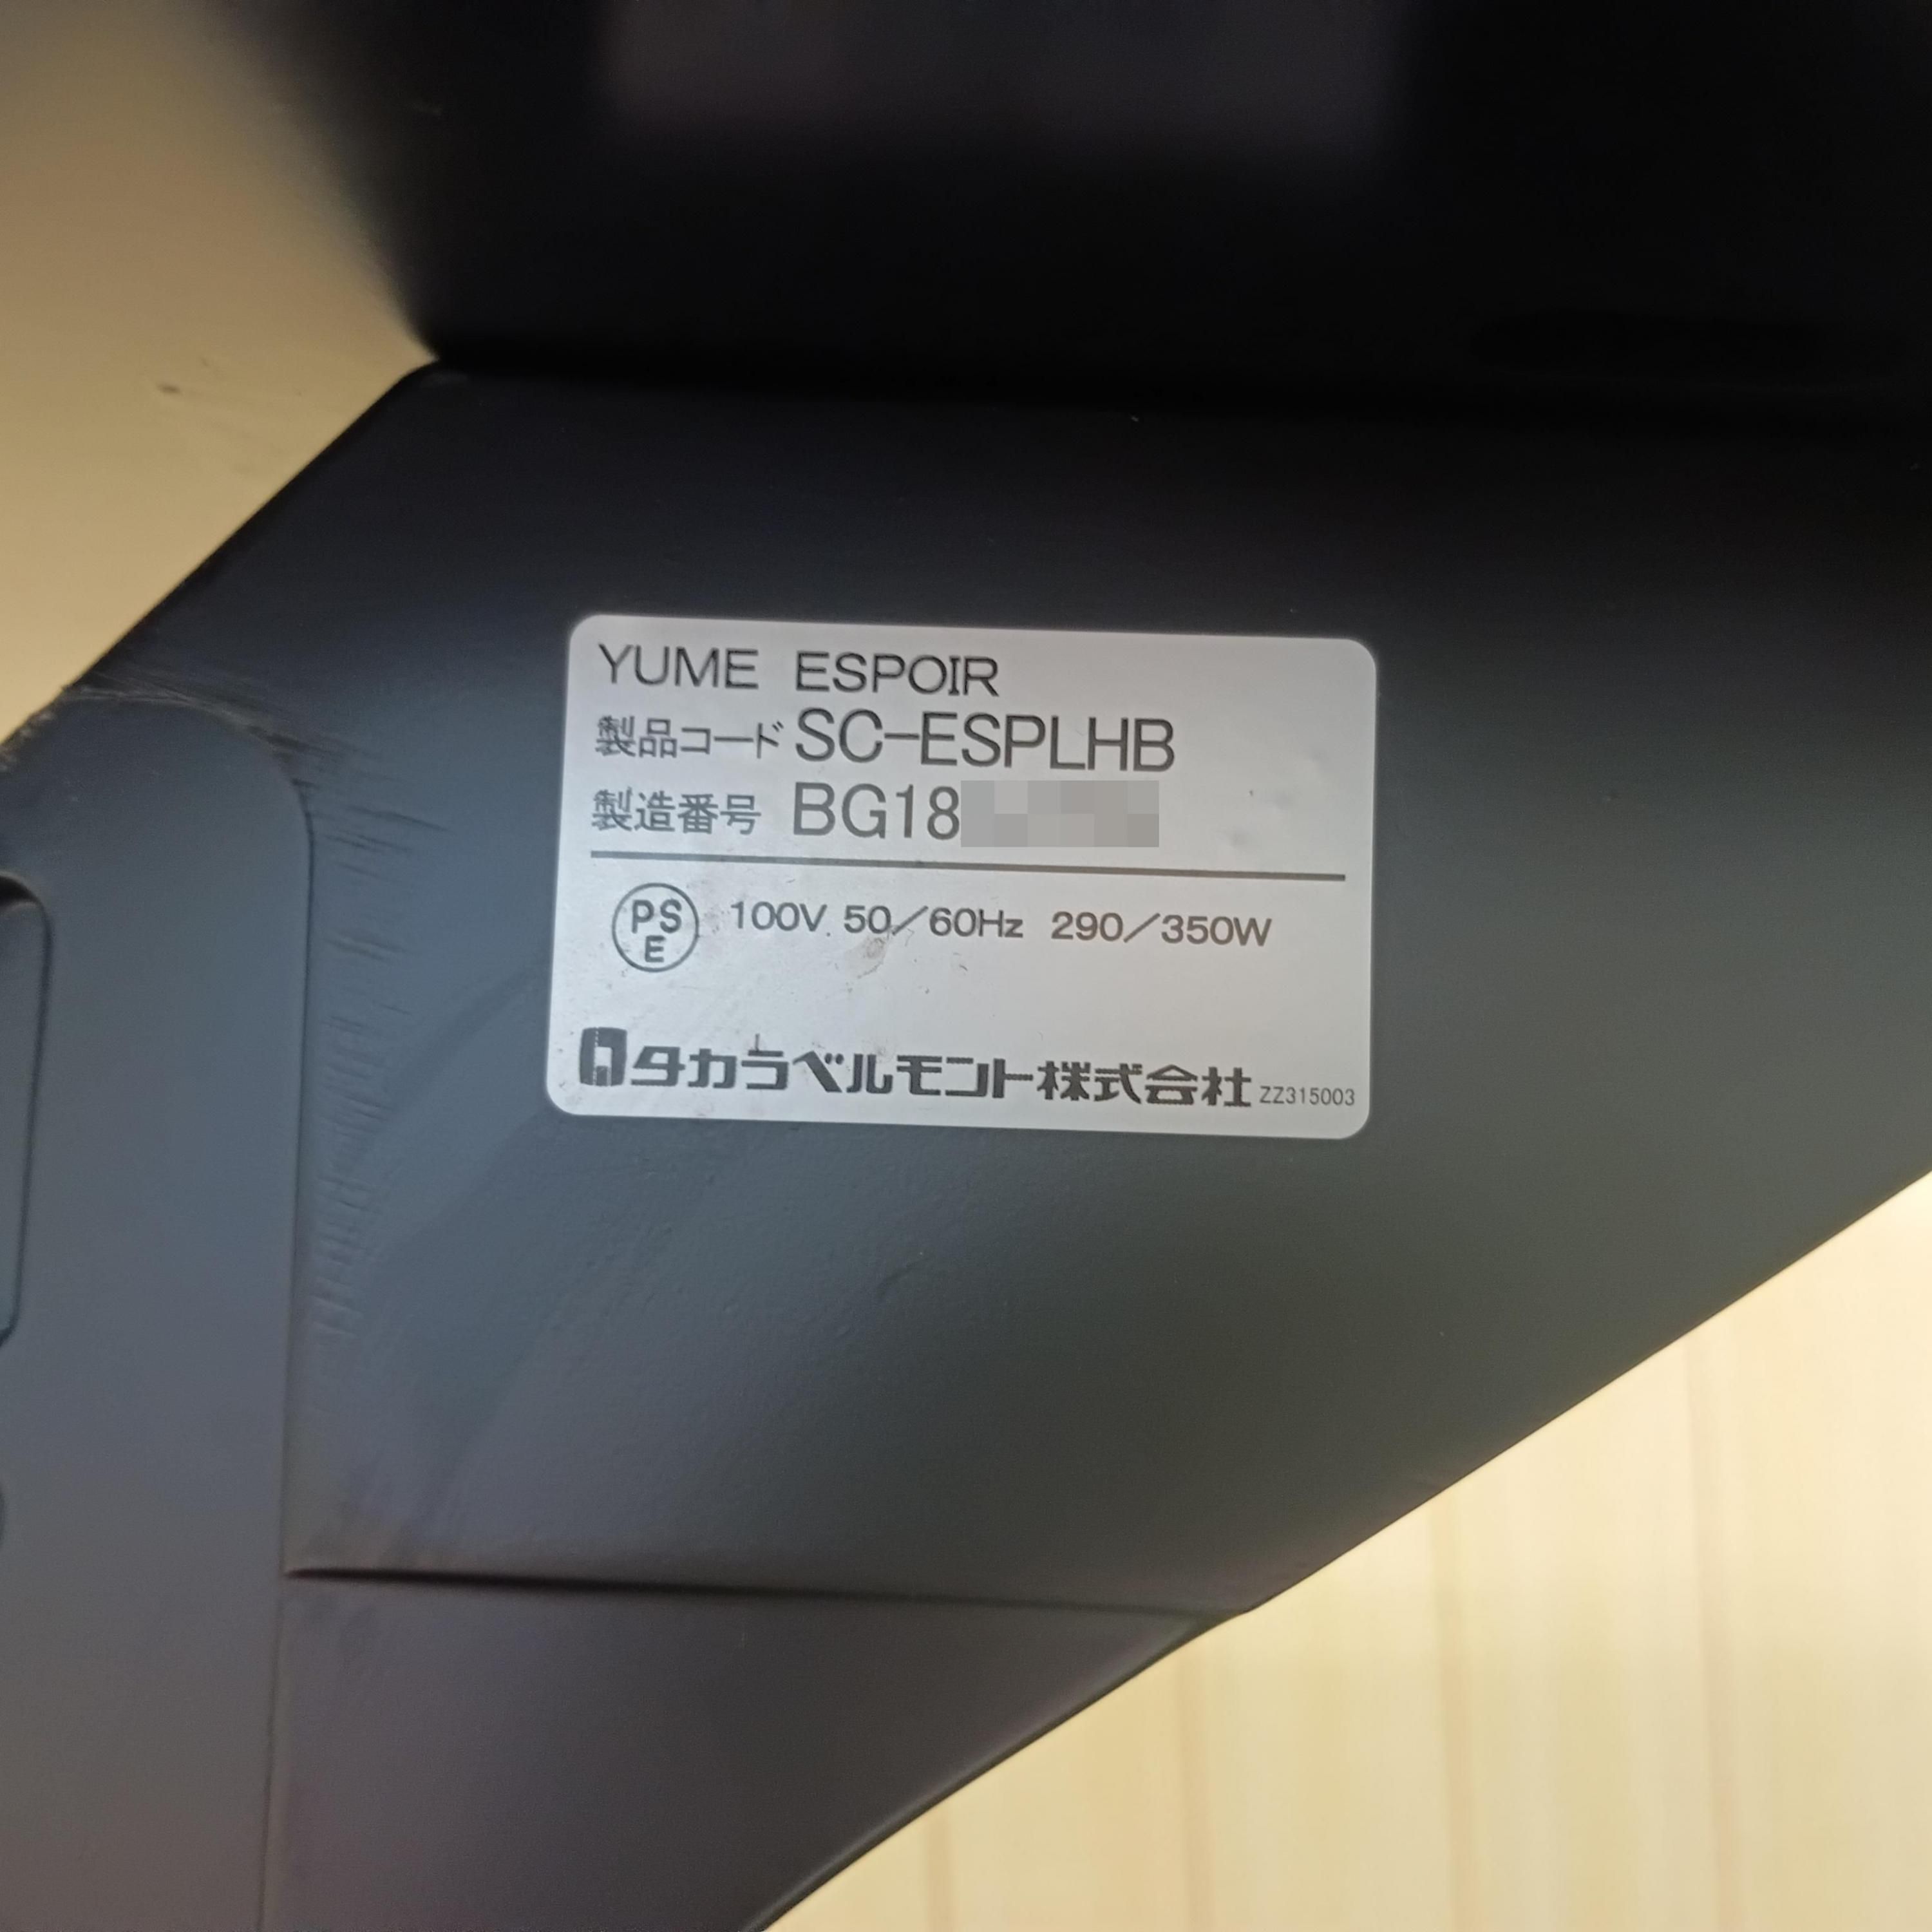 YUME ESPOIR
製品コード SC-ESPLHB
製造番号 BG18
PSE 100V 50/60Hz 290/350W
タカラベルモント株式会社 ZZ315003